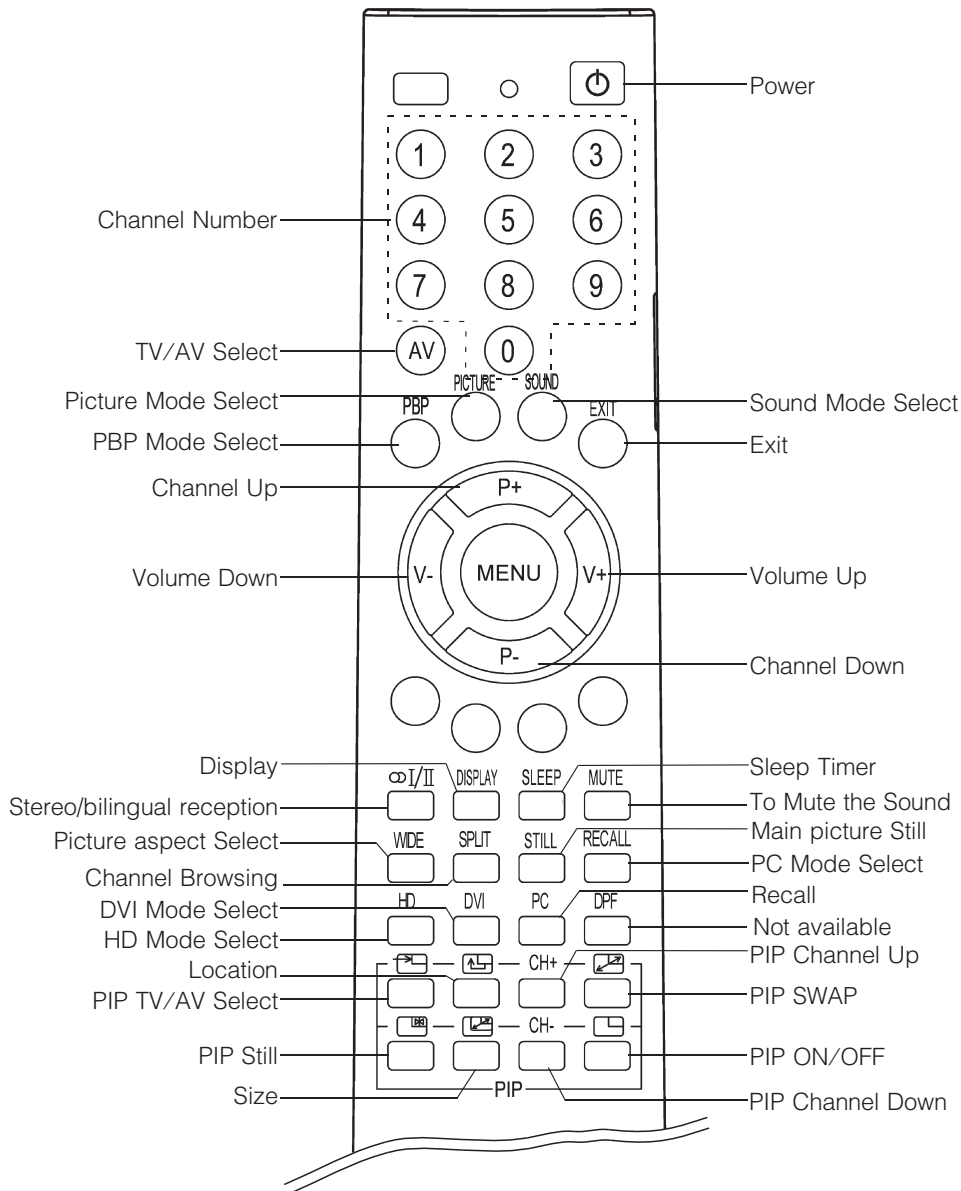 Power
1 2 3
Channel Number
4 5 6
7 8 9
TV/AV Select
AV 0
PICTURE SOUND
Picture Mode Select
PBP EXIT
Sound Mode Select
PBP Mode Select
Exit
Channel Up
P+
Volume Down
V- MENU V+
Volume Up
P-
Channel Down
Display
Sleep Timer
I/II DISPLAY SLEEP MUTE
Stereo/bilingual reception
To Mute the Sound
Main picture Still
Picture aspect Select
WIDE SPLIT STILL RECALL
PC Mode Select
Channel Browsing
Recall
DVI Mode Select
HD DVI PC DPF
Not available
HD Mode Select
PIP Channel Up
Location
CH+
PIP TV/AV Select
PIP SWAP
CH-
PIP Still
PIP ON/OFF
Size
PIP
PIP Channel Down